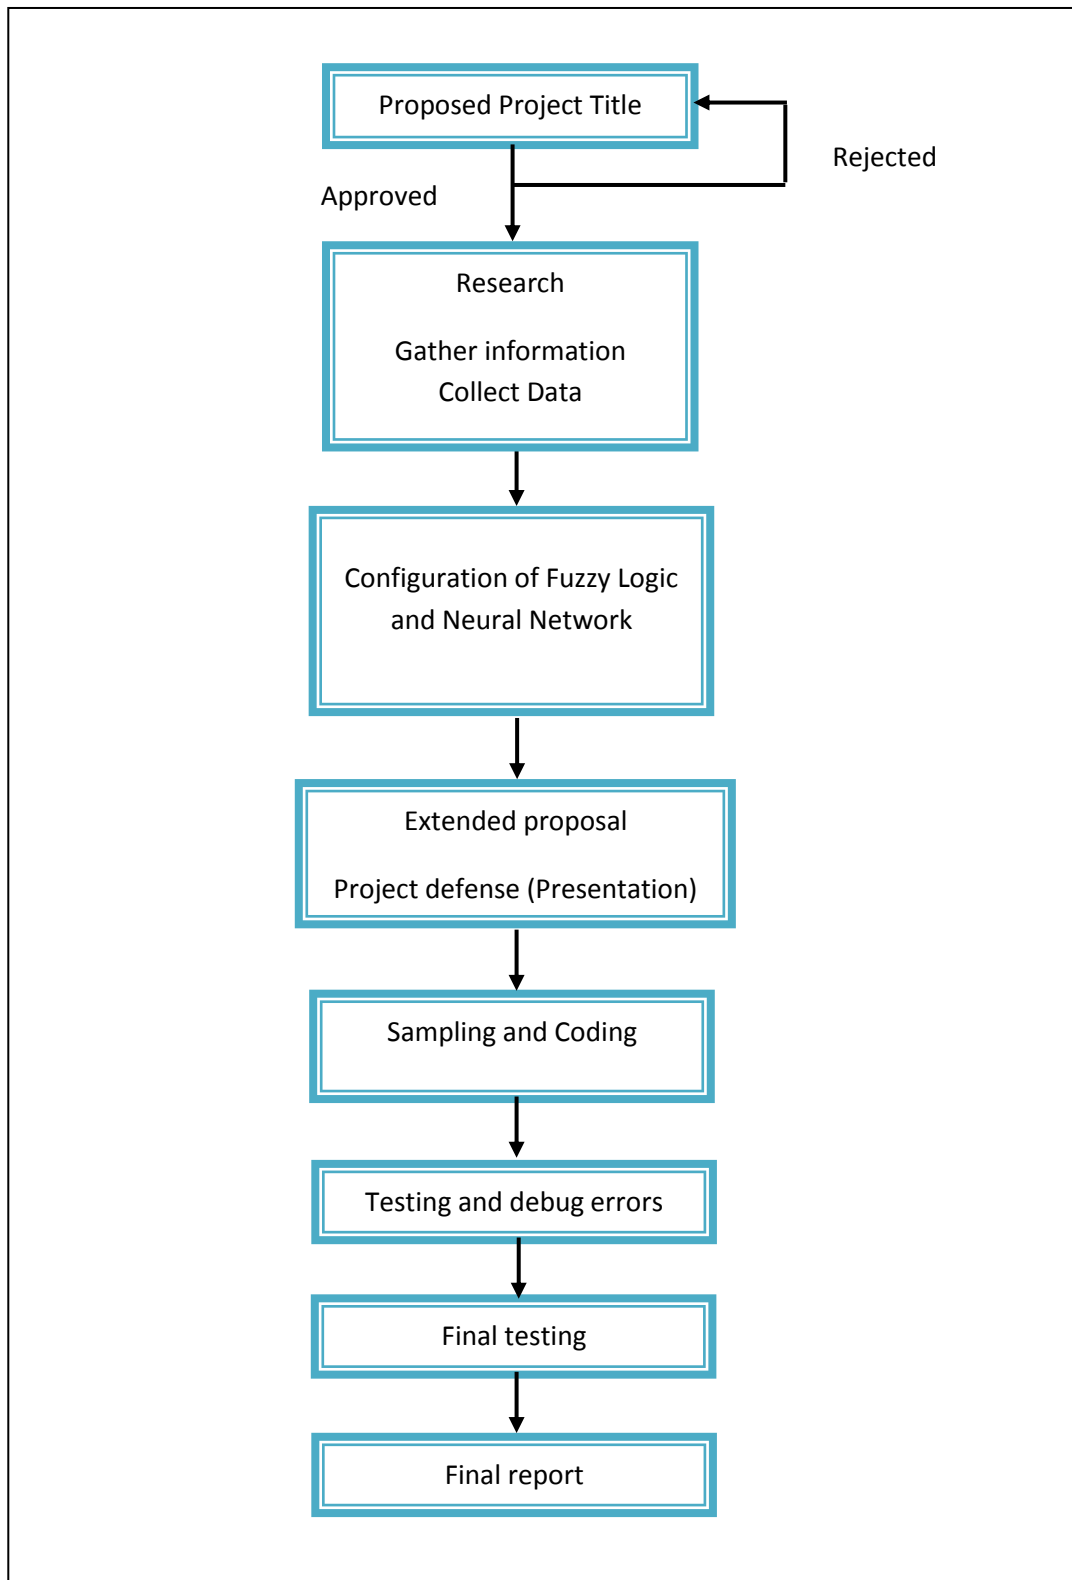 Proposed Project Title
Rejected
Approved
Research
Gather information
Collect Data
Configuration of Fuzzy Logic
and Neural Network
Extended proposal
Project defense (Presentation)
Sampling and Coding
Testing and debug errors
Final testing
Final report